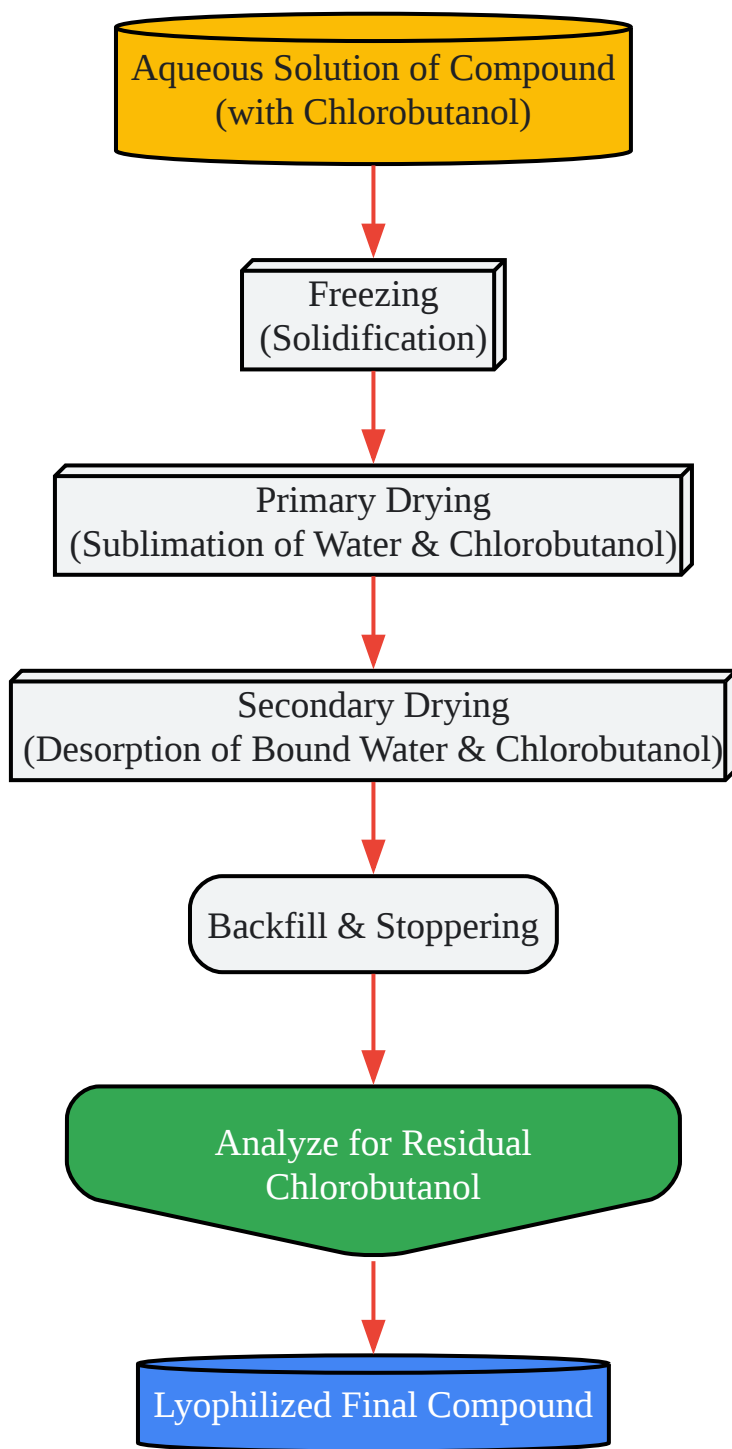 Aqueous Solution of Compound
(with Chlorobutanol)
Freezing
(Solidification)
Primary Drying
(Sublimation of Water & Chlorobutanol)
Secondary Drying
(Desorption of Bound Water & Chlorobutanol)
Backfill & Stoppering
Analyze for Residual
Chlorobutanol
Lyophilized Final Compound